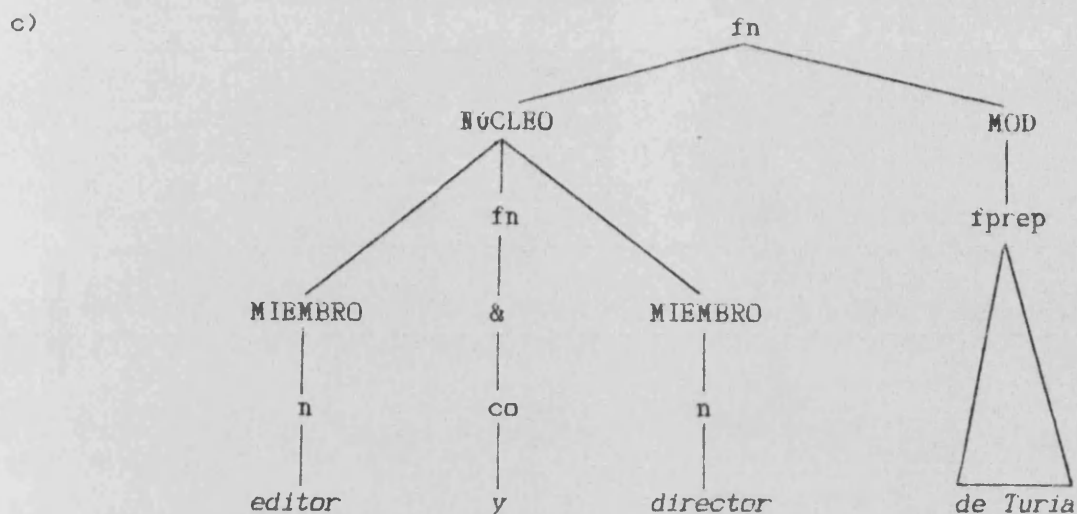 c)
fn
NúCLEO MOD
fn fprep
MIEMBRO & MIEMBRO
n co n
editor y director de Turia